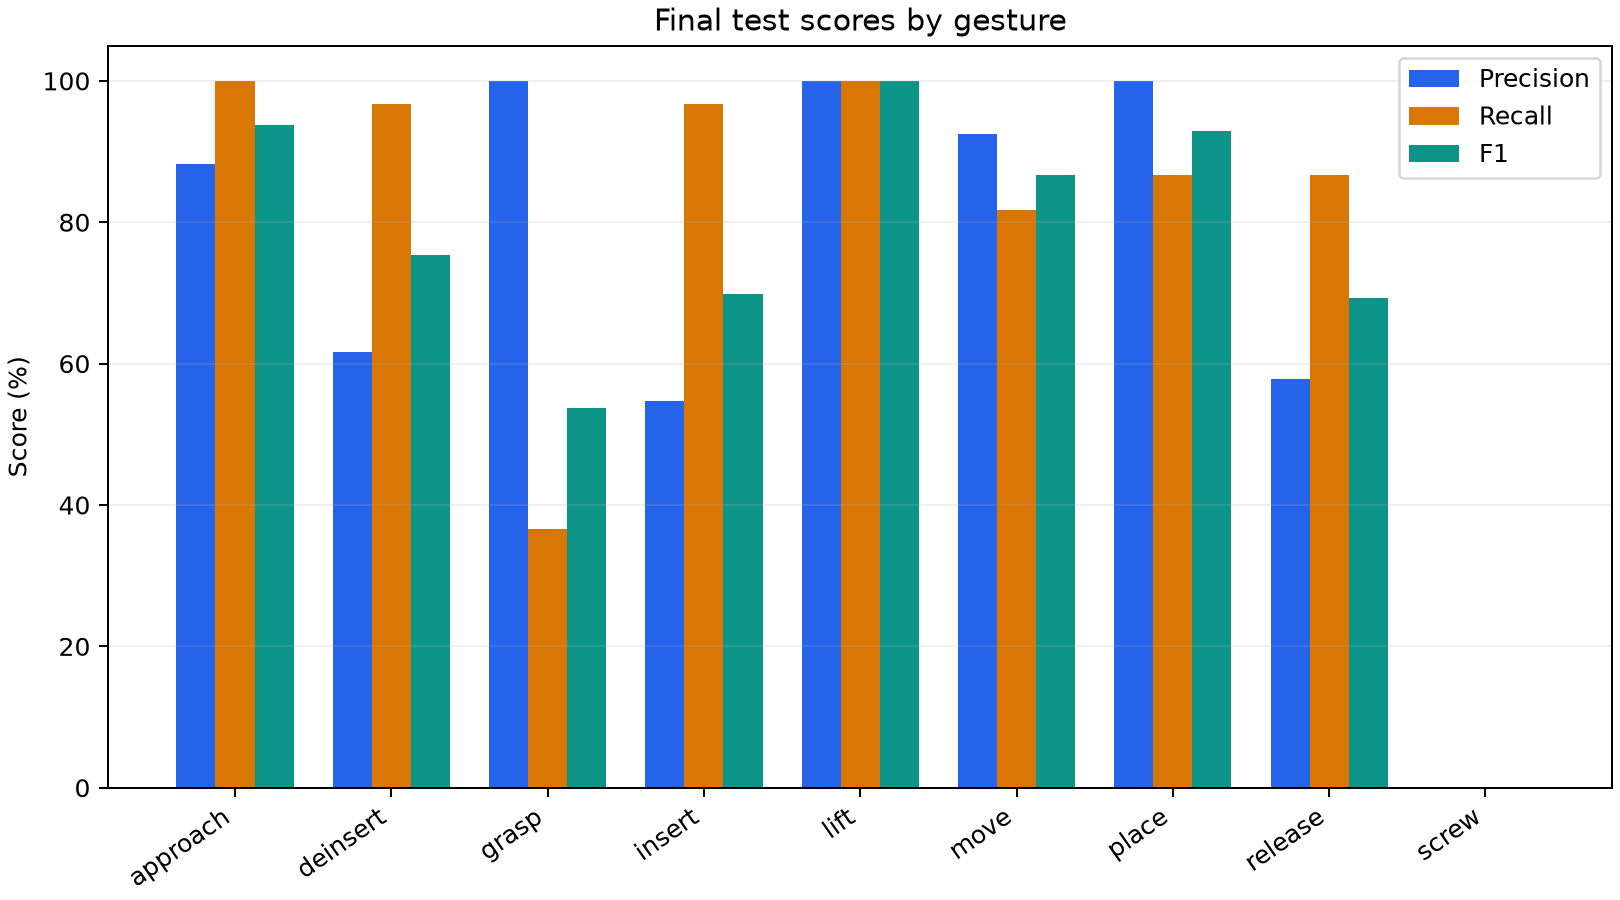 Final test scores by gesture
Precision
Recall
F1
Score (%)
100
80
60
40
20
0
approach
deinsert
grasp
insert
lift
move
place
release
screw